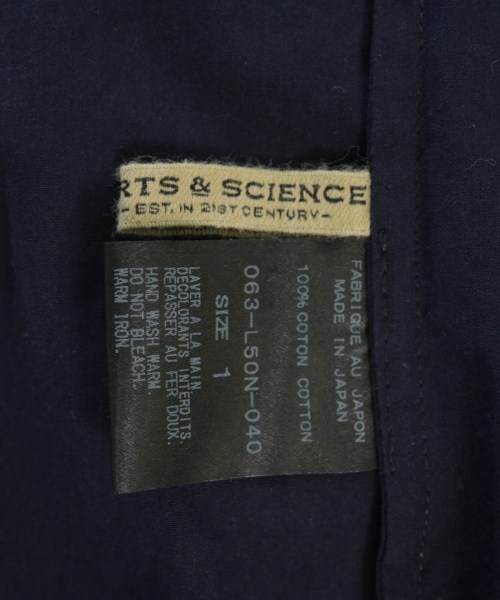 RTS & SCIENCE
- EST. IN 21ST CENTURY -
FABRIQUE AU JAPON
MADE IN JAPAN
100% COTON COTTON
063-L50N-040
SIZE 1
LAVER A LA MAIN
DECOLORANTS INTERDITS
REPASSER AU FER DOUX.
HAND WASH WARM.
DO NOT BLEACH.
WARM IRON.